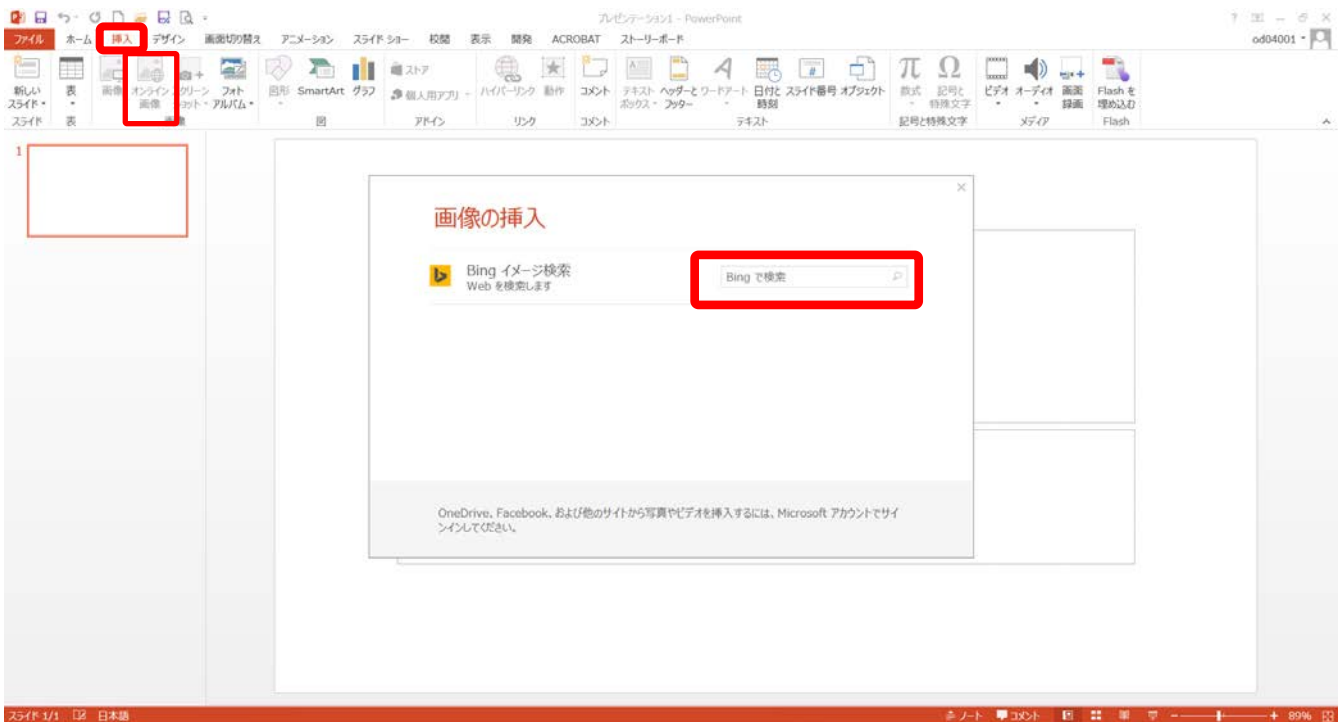 プレゼンテーション1 - PowerPoint
ファイル ホーム 挿入 デザイン 画面切り替え アニメーション スライド ショー 校閲 表示 開発 ACROBAT ストーリーボード
od04001
新しい
スライド
表
画像
オンライン
画像
フォト
アルバム
図形
SmartArt
グラフ
ストア
個人用アプリ
ハイパーリンク
動作
コメント
テキスト
ボックス
ヘッダーと
フッター
ワードアート
日付と
時刻
スライド番号
オブジェクト
π
数式
Ω
記号と
特殊文字
ビデオ
オーディオ
画面
録画
Flash を
埋め込む
スライド 表 図 アドイン リンク コメント テキスト 記号と特殊文字 メディア Flash
1
画像の挿入
Bing イメージ検索
Web を検索します
Bing で検索
OneDrive、Facebook、および他のサイトから写真やビデオを挿入するには、Microsoft アカウントでサイ
ンインしてください。
スライド 1/1 日本語 ノート コメント 89%